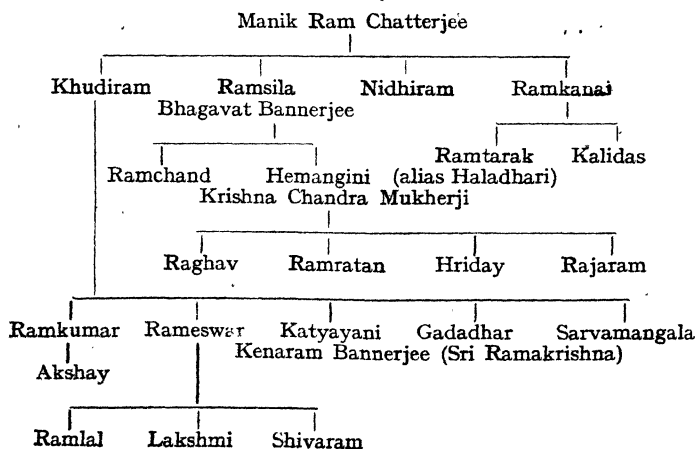 Manik Ram Chatterjee
Khudiram Ramsila Nidhiram Ramkanai
Bhagavat Bannerjee
Ramtarak Kalidas
Ramchand Hemangini (alias Haladhari)
Krishna Chandra Mukherji
Raghav Ramratan Hriday Rajaram
Ramkumar Rameswar Katyayani Gadadhar Sarvamangala
Kenaram Bannerjee (Sri Ramakrishna)
Akshay
Ramlal Lakshmi Shivaram